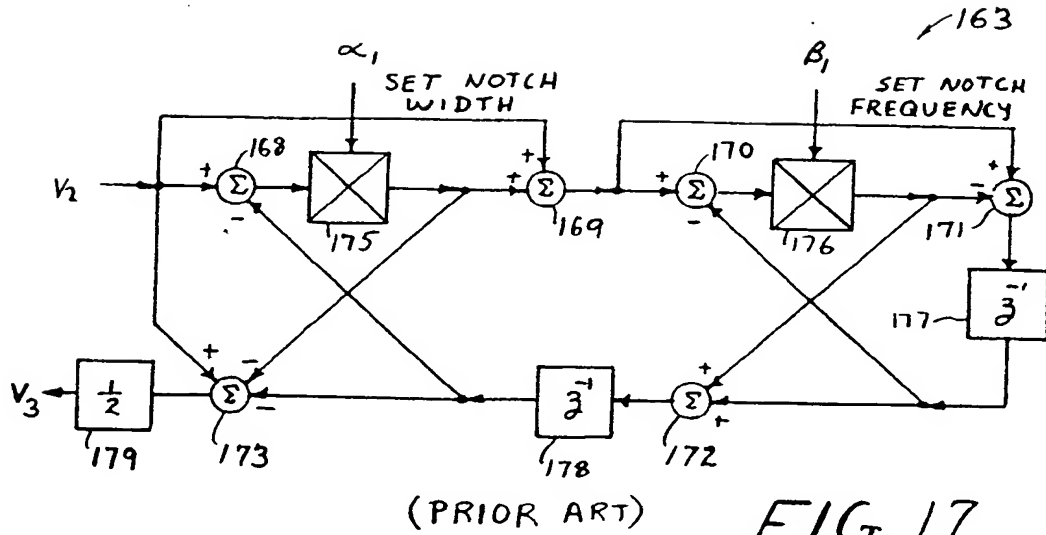 163
α₁
SET NOTCH
WIDTH
β₁
SET NOTCH
FREQUENCY
V₂
+
Σ
168
-
175
+
+
Σ
169
+
Σ
170
-
176
+
-
Σ
171
z⁻¹
177
V₃
½
179
+
-
-
Σ
173
z⁻¹
178
+
+
Σ
172
(PRIOR ART)
FIG. 17